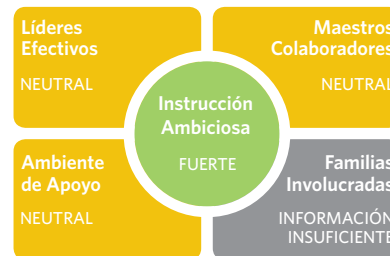 Líderes
Efectivos
NEUTRAL
Maestros
Colaboradores
NEUTRAL
Instrucción
Ambiciosa
FUERTE
Ambiente
de Apoyo
NEUTRAL
Familias
Involucradas
INFORMACIÓN
INSUFICIENTE